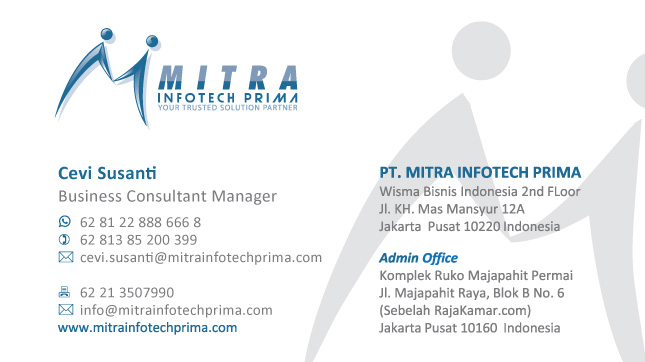 MITRA
INFOTECH PRIMA
YOUR TRUSTED SOLUTION PARTNER
Cevi Susanti
Business Consultant Manager
62 81 22 888 666 8
62 813 85 200 399
cevi.susanti@mitrainfotechprima.com
62 21 3507990
info@mitrainfotechprima.com
www.mitrainfotechprima.com
PT. MITRA INFOTECH PRIMA
Wisma Bisnis Indonesia 2nd FLoor
Jl. KH. Mas Mansyur 12A
Jakarta Pusat 10220 Indonesia
Admin Office
Komplek Ruko Majapahit Permai
Jl. Majapahit Raya, Blok B No. 6
(Sebelah RajaKamar.com)
Jakarta Pusat 10160 Indonesia